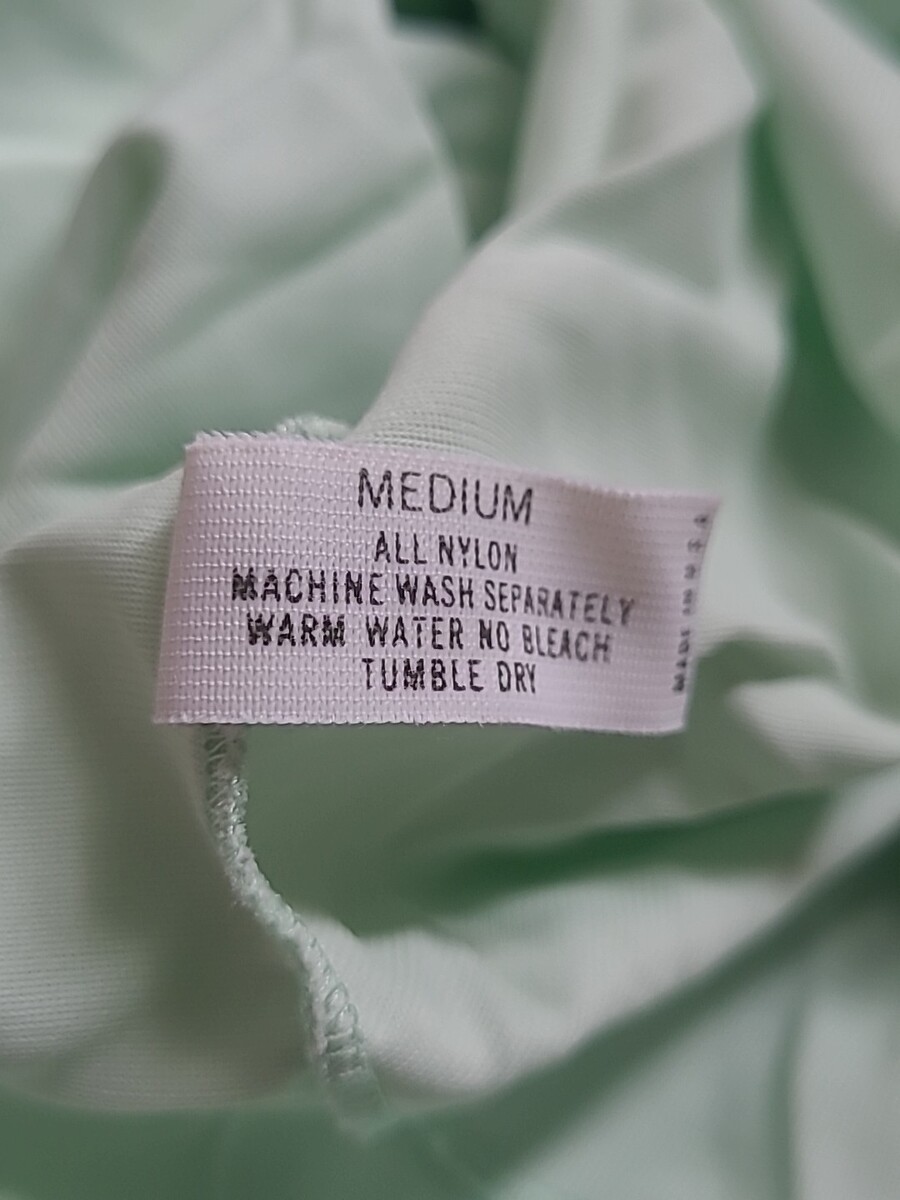 MEDIUM
ALL NYLON
MACHINE WASH SEPARATELY
WARM WATER NO BLEACH
TUMBLE DRY
MADE IN U.S.A